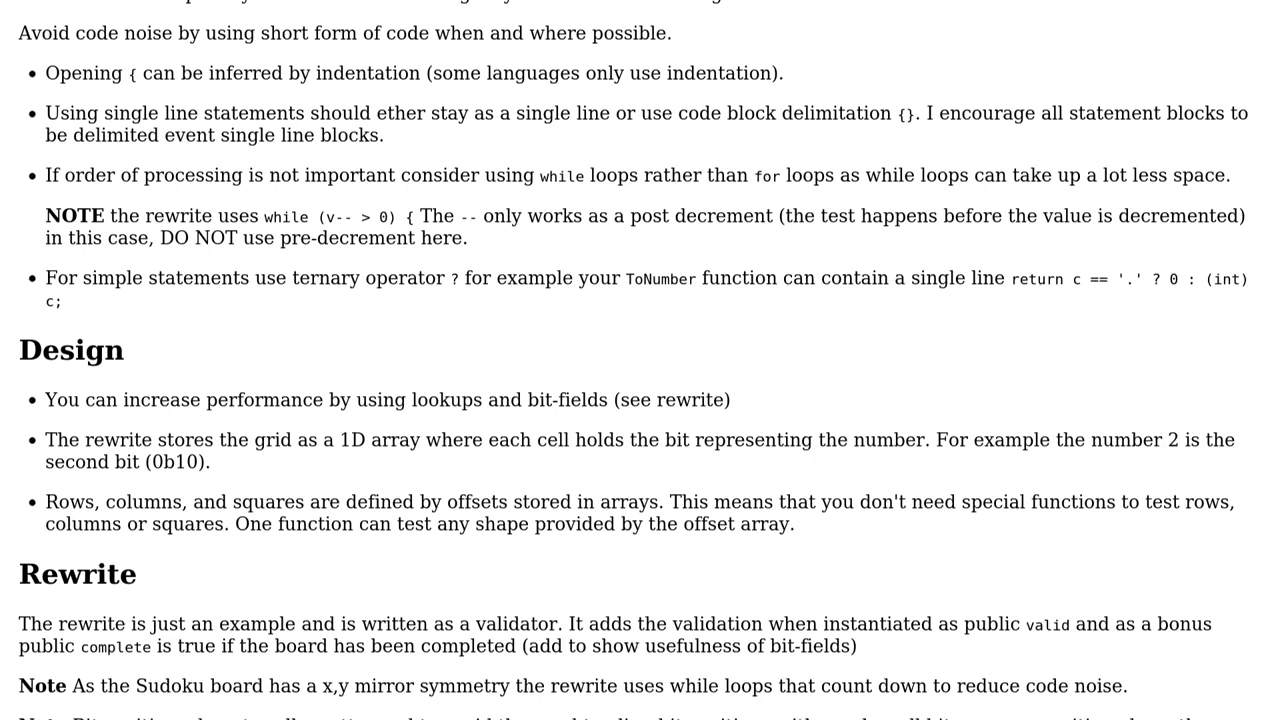 Avoid code noise by using short form of code when and where possible.
• Opening { can be inferred by indentation (some languages only use indentation).
• Using single line statements should ether stay as a single line or use code block delimitation {}. I encourage all statement blocks to
be delimited event single line blocks.
• If order of processing is not important consider using while loops rather than for loops as while loops can take up a lot less space.
NOTE the rewrite uses while (v-- > 0) { The -- only works as a post decrement (the test happens before the value is decremented)
in this case, DO NOT use pre-decrement here.
• For simple statements use ternary operator ? for example your ToNumber function can contain a single line return c == '.' ? 0 : (int)
c;
Design
• You can increase performance by using lookups and bit-fields (see rewrite)
• The rewrite stores the grid as a 1D array where each cell holds the bit representing the number. For example the number 2 is the
second bit (0b10).
• Rows, columns, and squares are defined by offsets stored in arrays. This means that you don't need special functions to test rows,
columns or squares. One function can test any shape provided by the offset array.
Rewrite
The rewrite is just an example and is written as a validator. It adds the validation when instantiated as public valid and as a bonus
public complete is true if the board has been completed (add to show usefulness of bit-fields)
Note As the Sudoku board has a x,y mirror symmetry the rewrite uses while loops that count down to reduce code noise.